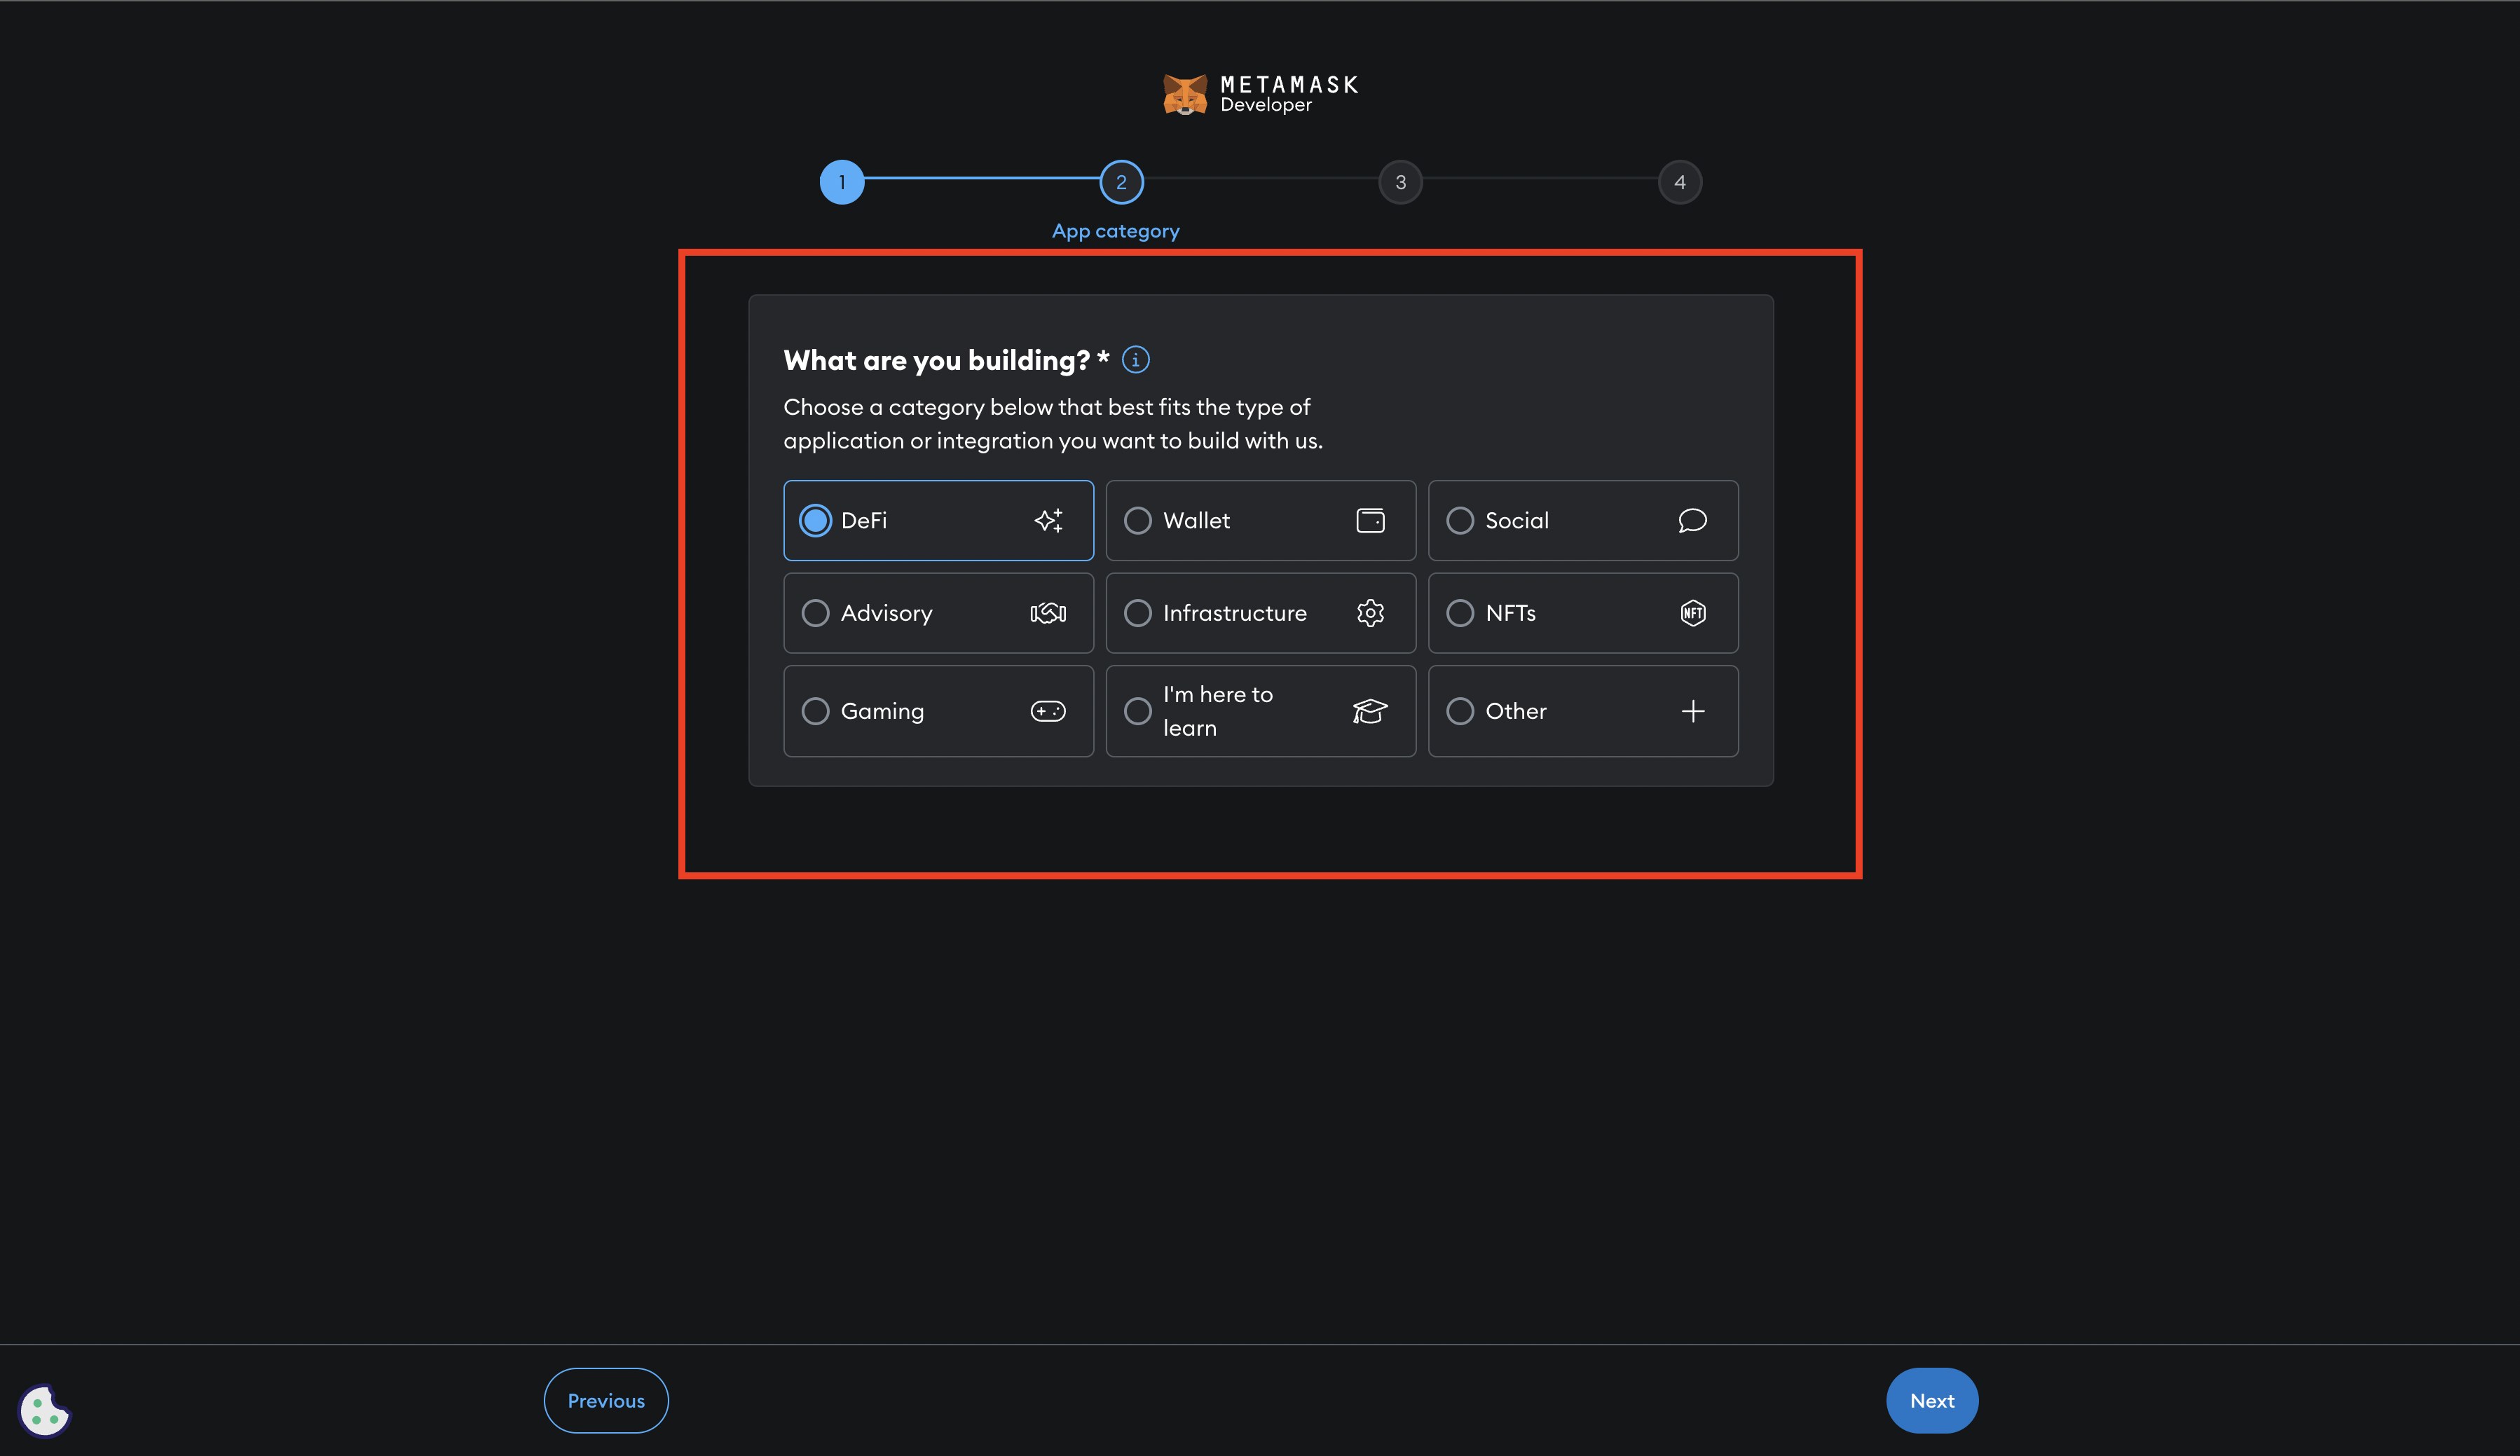 METAMASK
Developer
1
2
3
4
App category
What are you building? *
Choose a category below that best fits the type of
application or integration you want to build with us.
DeFi
Wallet
Social
Advisory
Infrastructure
NFTs
NFT
Gaming
I'm here to
learn
Other
Previous
Next